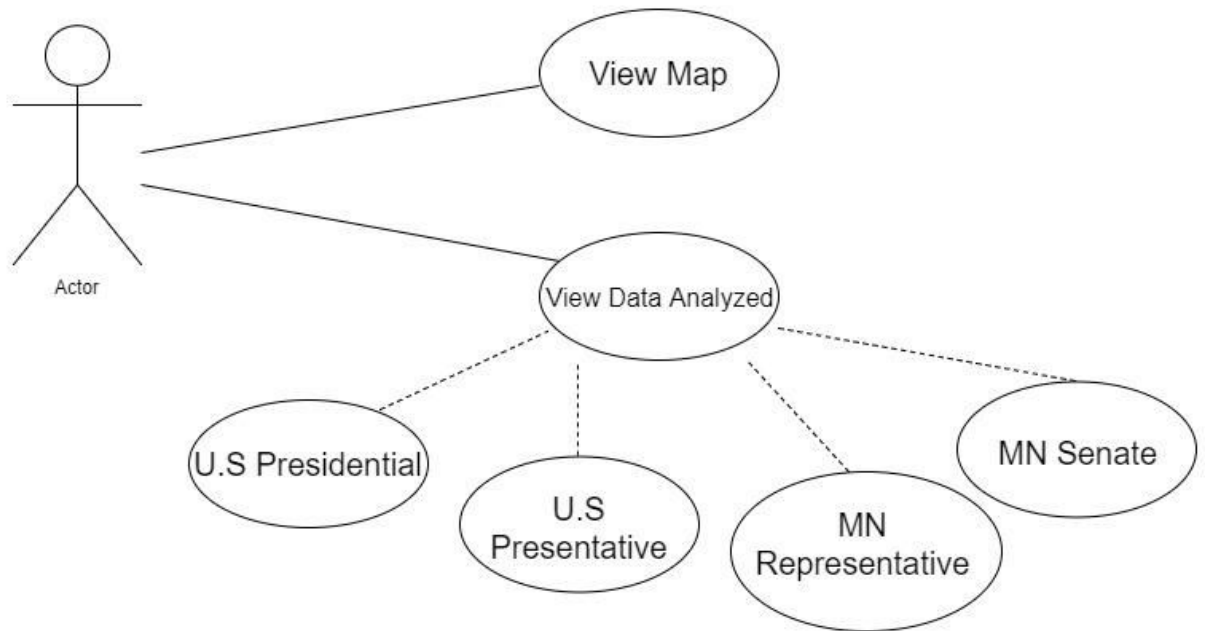 View Map
Actor
View Data Analyzed
U.S Presidential
U.S
Presentative
MN
Representative
MN Senate